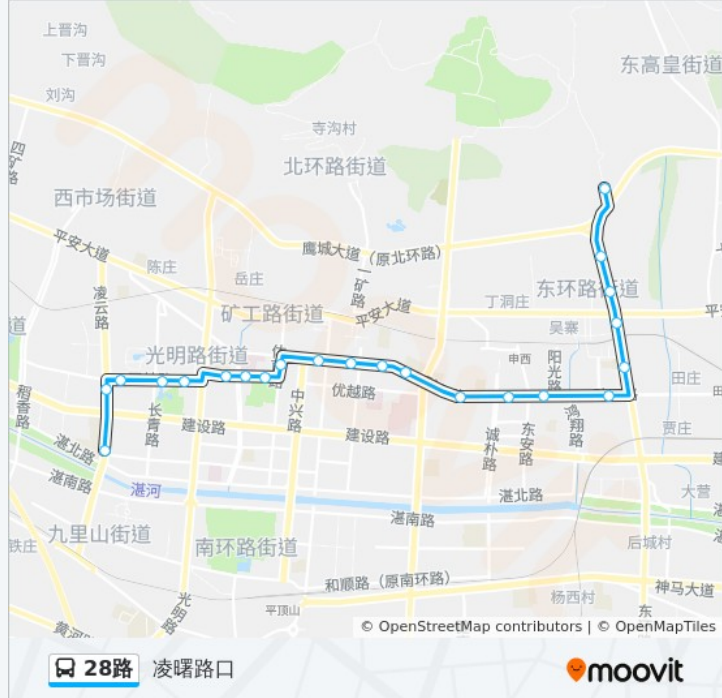 上晋沟
东高皇街道
下晋沟
刘沟
寺沟村
四矿路
北环路街道
西市场街道
鹰城大道（原北环路）
平安大道
陈庄
岳庄
一矿路
东环路街道
凌云路
丁洞庄
矿工路街道
平安大道
吴寨
光明路街道
申西
阳光路
田庄
稻香路
优越路
中兴路
长青路
鸿翔路
建设路
建设路
诚朴路
东安路
贾庄
湛北路
湛南路
湛河
湛北路
大营
湛南路
九里山街道
南环路街道
后城村
铁庄
和顺路（原南环路）
神马大道
杨西村
光明路
平顶山
© OpenStreetMap contributors | © OpenMapTiles
28路 凌曙路口
moovit